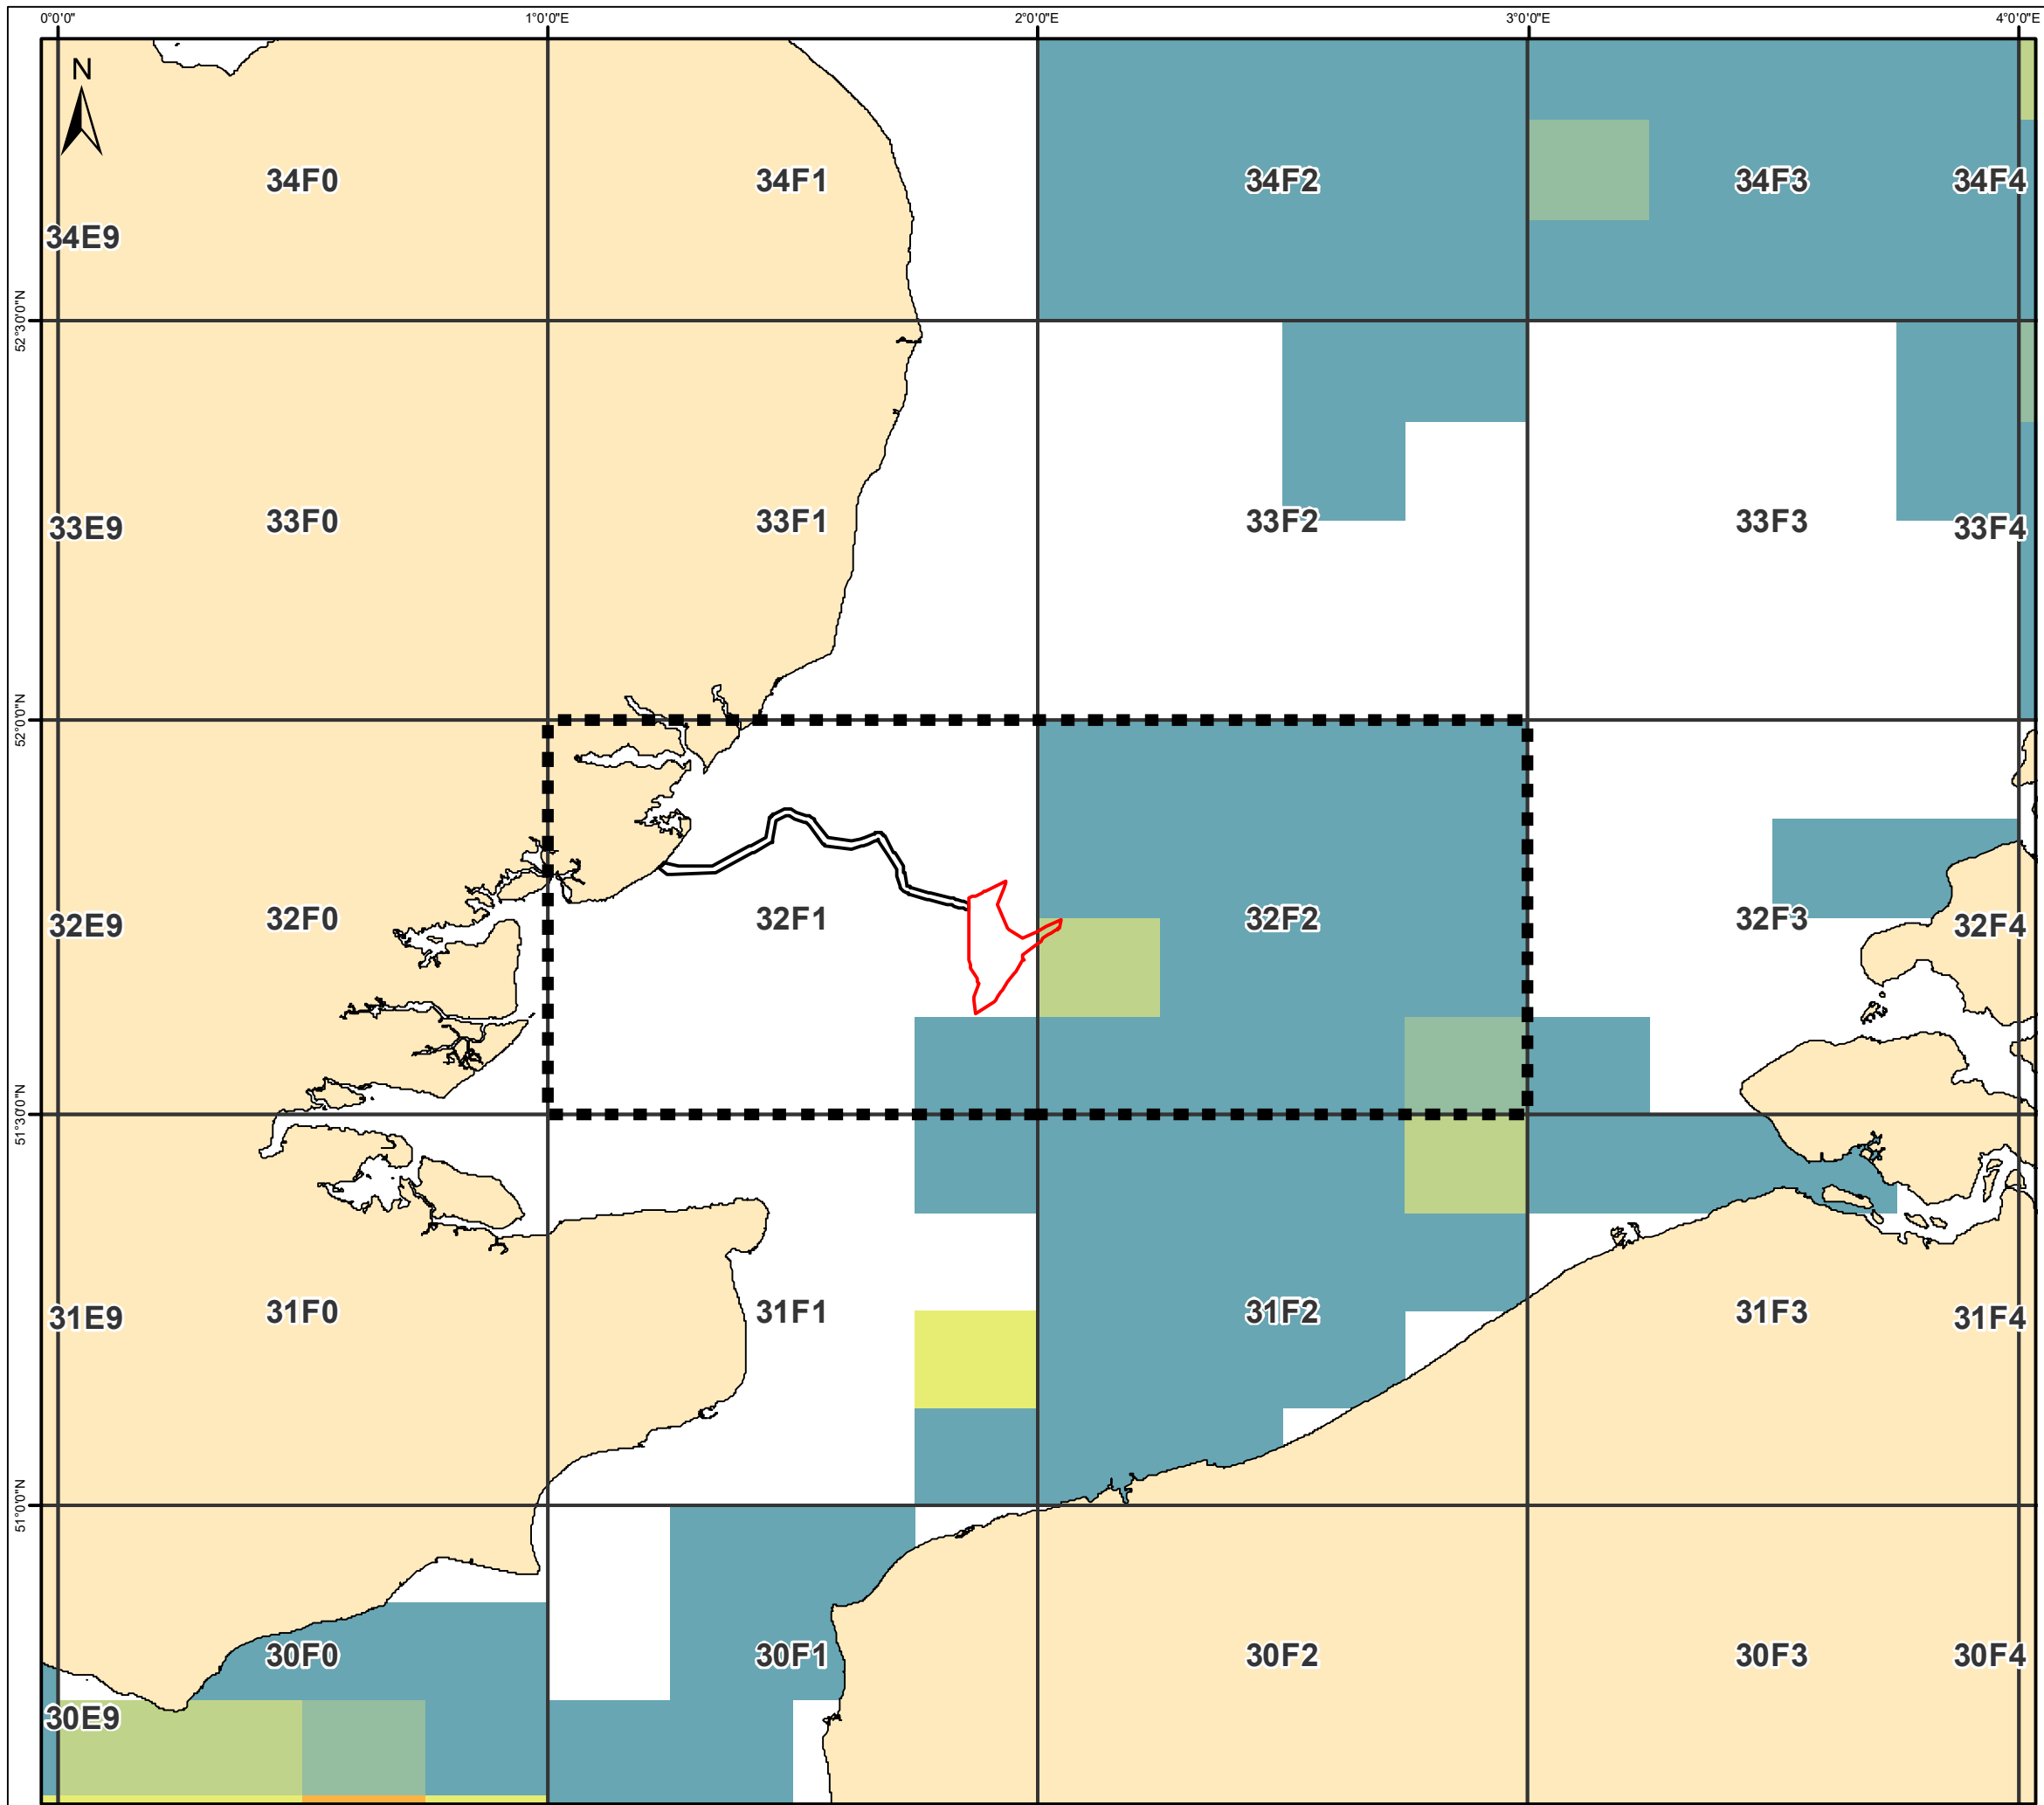 0°0'0" 1°0'0"E 2°0'0"E 3°0'0"E 4°0'0"E
N
34F0 34F1 34F2 34F3 34F4
34E9
52°30'0"N
33E9 33F0 33F1 33F2 33F3 33F4
52°0'0"N
32E9 32F0 32F1 32F2 32F3 32F4
51°30'0"N
31E9 31F0 31F1 31F2 31F3 31F4
51°0'0"N
30F0 30F1 30F2 30F3 30F4
30E9